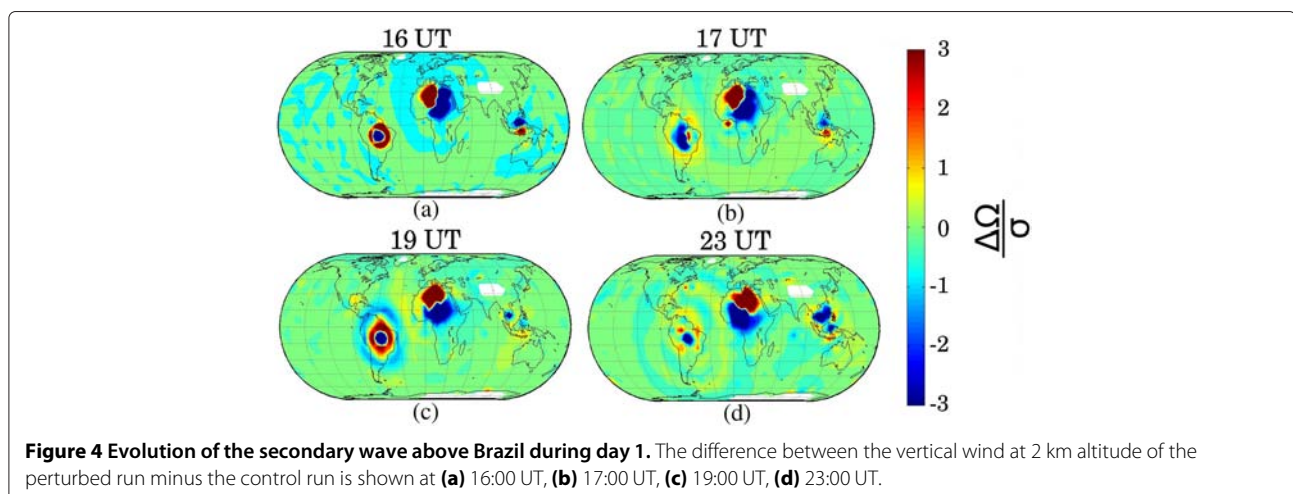 16 UT
17 UT
(a)
(b)
19 UT
23 UT
(c)
(d)
3
2
1
0
-1
-2
-3
ΔΩ
σ
Figure 4 Evolution of the secondary wave above Brazil during day 1. The difference between the vertical wind at 2 km altitude of the
perturbed run minus the control run is shown at (a) 16:00 UT, (b) 17:00 UT, (c) 19:00 UT, (d) 23:00 UT.